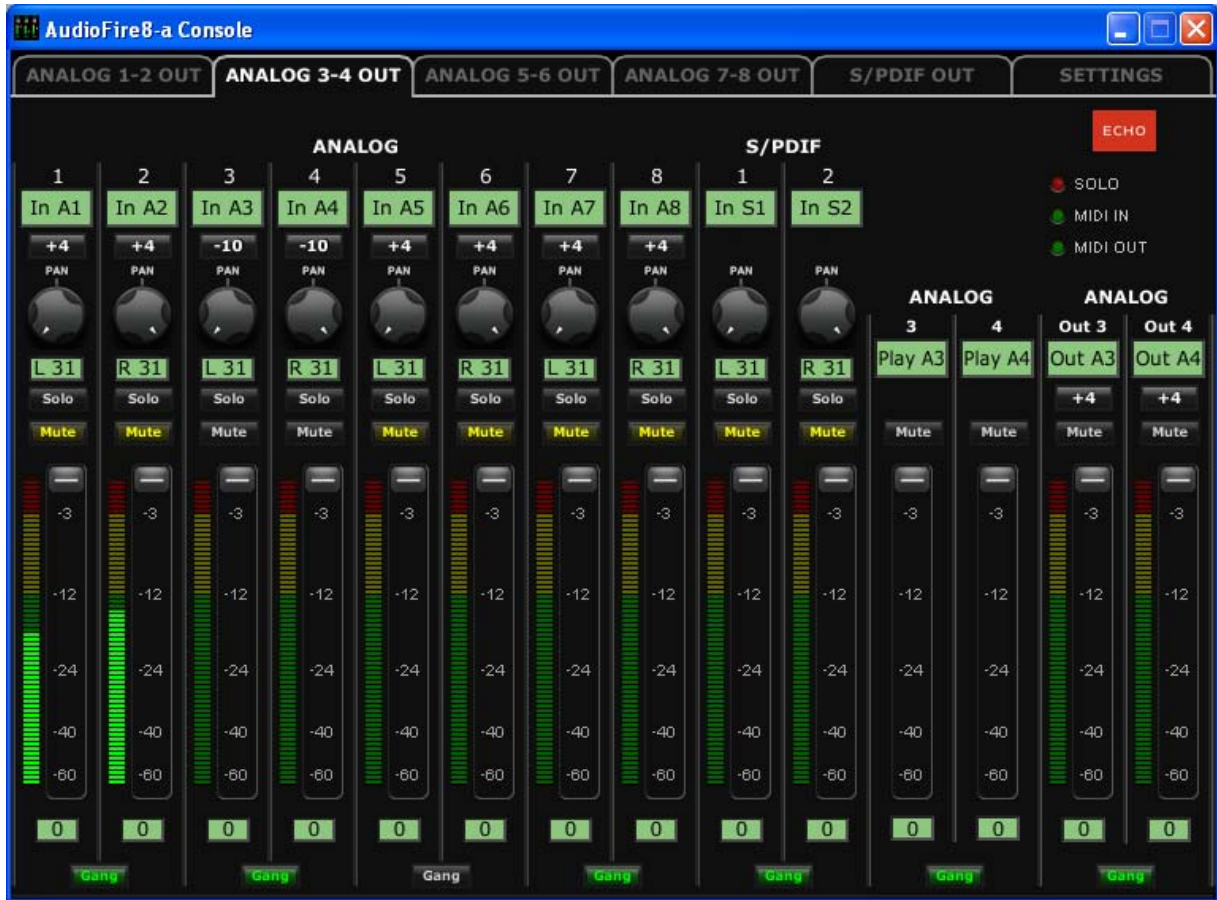 AudioFire8-a Console
ANALOG 1-2 OUT ANALOG 3-4 OUT ANALOG 5-6 OUT ANALOG 7-8 OUT S/PDIF OUT SETTINGS
ECHO
ANALOG S/PDIF
1 2 3 4 5 6 7 8 1 2
SOLO
In A1 In A2 In A3 In A4 In A5 In A6 In A7 In A8 In S1 In S2
MIDI IN
+4 +4 -10 -10 +4 +4 +4 +4
MIDI OUT
PAN PAN PAN PAN PAN PAN PAN PAN PAN PAN
ANALOG ANALOG
3 4 Out 3 Out 4
Play A3 Play A4 Out A3 Out A4
L 31 R 31 L 31 R 31 L 31 R 31 L 31 R 31 L 31 R 31
Solo Solo Solo Solo Solo Solo Solo Solo Solo Solo +4 +4
Mute Mute Mute Mute Mute Mute Mute Mute Mute Mute Mute Mute Mute Mute
-3 -3 -3 -3 -3 -3 -3 -3 -3 -3 -3 -3 -3 -3
-12 -12 -12 -12 -12 -12 -12 -12 -12 -12 -12 -12 -12 -12
-24 -24 -24 -24 -24 -24 -24 -24 -24 -24 -24 -24 -24 -24
-40 -40 -40 -40 -40 -40 -40 -40 -40 -40 -40 -40 -40 -40
-60 -60 -60 -60 -60 -60 -60 -60 -60 -60 -60 -60 -60 -60
0 0 0 0 0 0 0 0 0 0 0 0 0 0
Gang Gang Gang Gang Gang Gang Gang